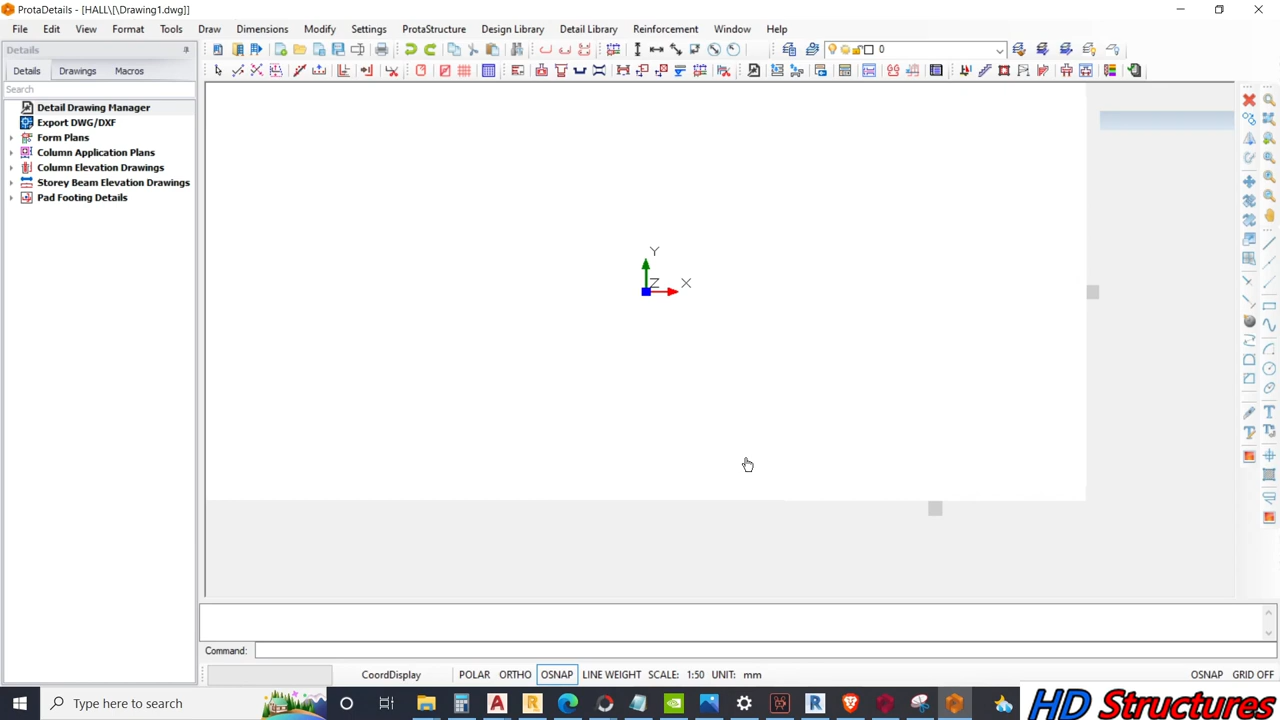 ProtaDetails - [HALL\[\Drawing1.dwg]]
File Edit View Format Tools Draw Dimensions Modify Settings ProtaStructure Design Library Detail Library Reinforcement Window Help
Details
0
Details Drawings Macros
Search
Detail Drawing Manager
Export DWG/DXF
Form Plans
Column Application Plans
Column Elevation Drawings
Storey Beam Elevation Drawings
Pad Footing Details
Y
Z X
Command:
CoordDisplay POLAR ORTHO OSNAP LINE WEIGHT SCALE: 1:50 UNIT: mm OSNAP GRID OFF
Type here to search
HD Structures